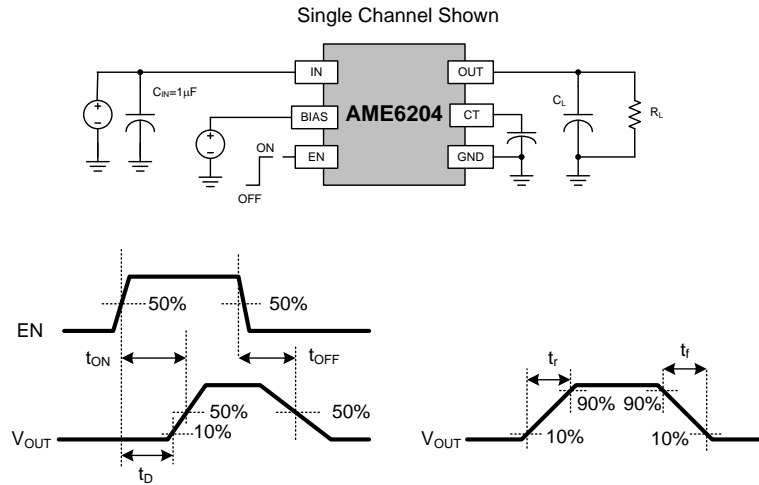 Single Channel Shown
IN
OUT
CIN=1µF
BIAS
AME6204
CT
CL
RL
ON
EN
GND
OFF
50%
50%
EN
tON
tOFF
tr
tf
50%
50%
90%
90%
10%
10%
10%
VOUT
VOUT
tD